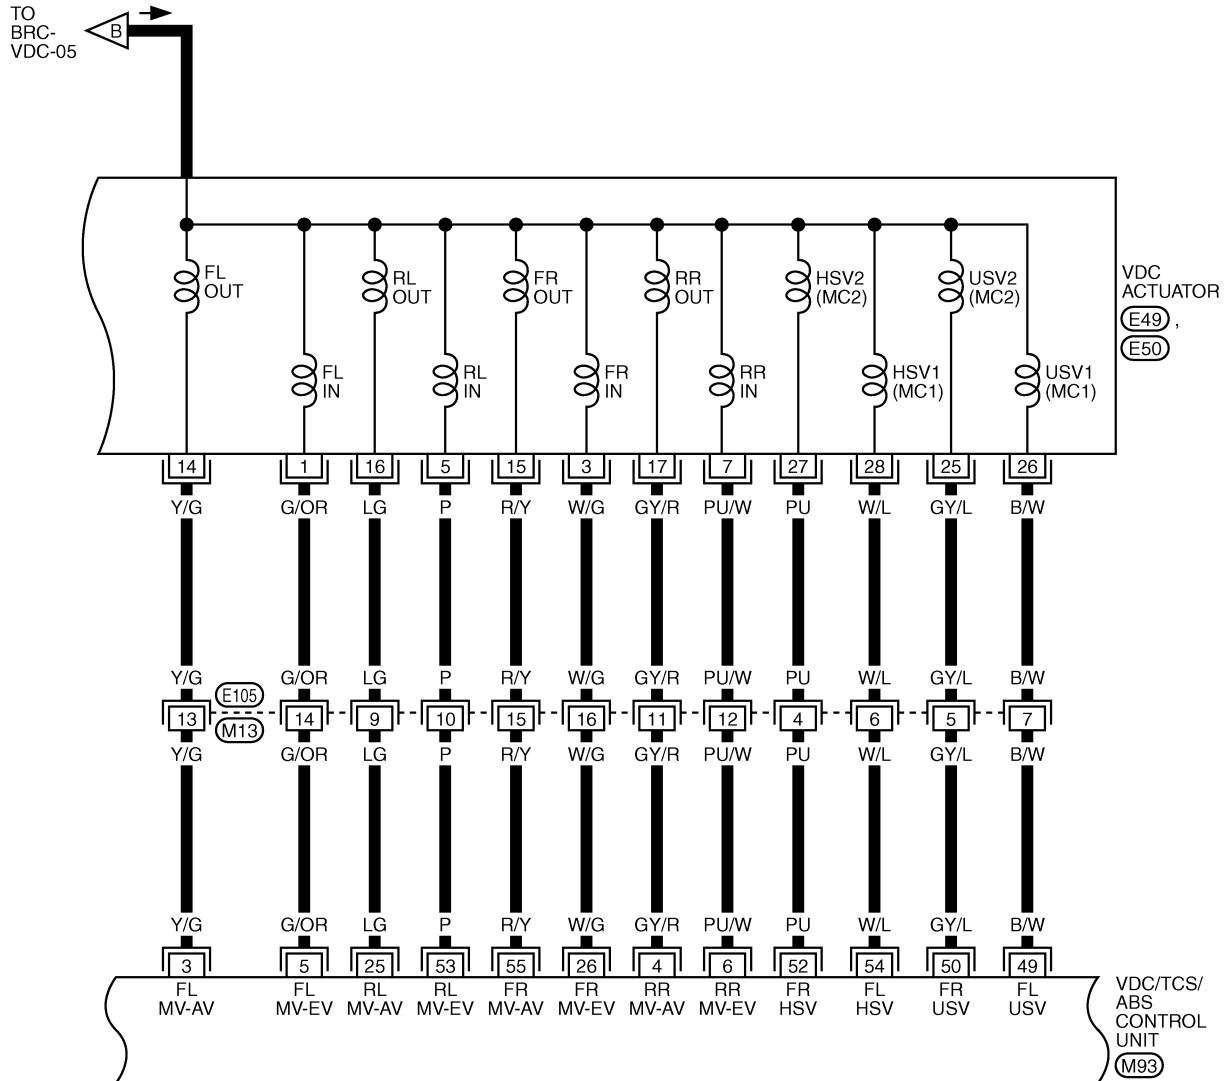 TO
BRC-
VDC-05
B
FL
OUT
RL
OUT
FR
OUT
RR
OUT
HSV2
(MC2)
USV2
(MC2)
FL
IN
RL
IN
FR
IN
RR
IN
HSV1
(MC1)
USV1
(MC1)
VDC
ACTUATOR
E49 ,
E50
14 1 16 5 15 3 17 7 27 28 25 26
Y/G G/OR LG P R/Y W/G GY/R PU/W PU W/L GY/L B/W
Y/G G/OR LG P R/Y W/G GY/R PU/W PU W/L GY/L B/W
E105
13 14 9 10 15 16 11 12 4 6 5 7
M13
Y/G G/OR LG P R/Y W/G GY/R PU/W PU W/L GY/L B/W
Y/G G/OR LG P R/Y W/G GY/R PU/W PU W/L GY/L B/W
3 5 25 53 55 26 4 6 52 54 50 49
FL FL RL RL FR FR RR RR FR FL FR FL
MV-AV MV-EV MV-AV MV-EV MV-AV MV-EV MV-AV MV-EV HSV HSV USV USV
VDC/TCS/
ABS
CONTROL
UNIT
M93